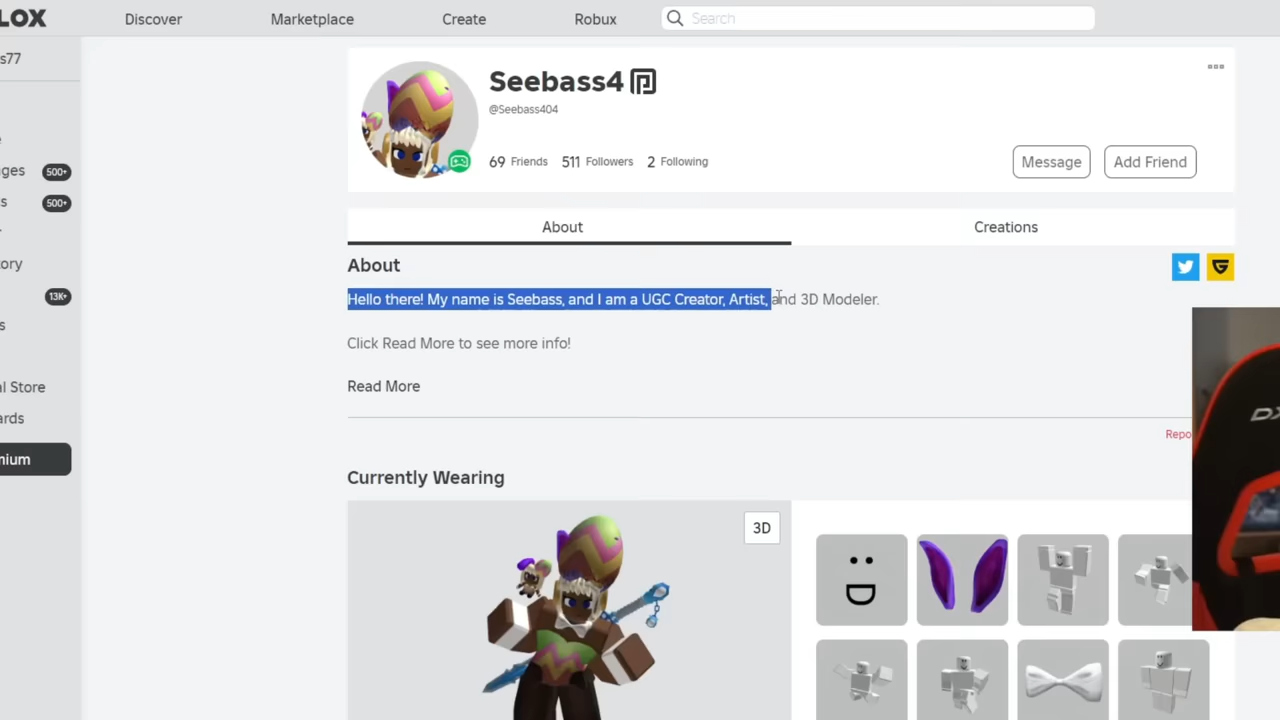 LOX
Discover
Marketplace
Create
Robux
Search
s77
ges 500+
s 500+
ory
13K+
s
al Store
ards
mium
Seebass4
@Seebass404
69 Friends 511 Followers 2 Following
Message
Add Friend
About
Creations
About
Hello there! My name is Seebass, and I am a UGC Creator, Artist, and 3D Modeler.
Click Read More to see more info!
Read More
Repo
Currently Wearing
3D
DX